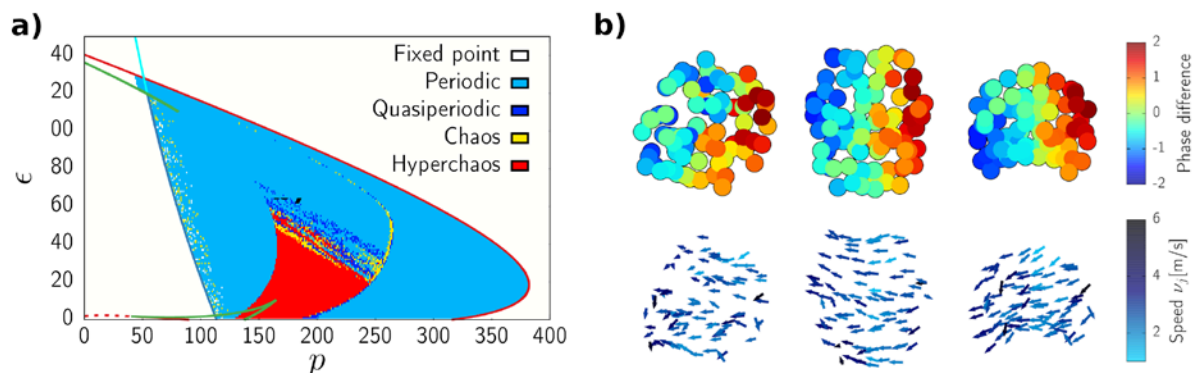 a)
b)
Fixed point
Periodic
Quasiperiodic
Chaos
Hyperchaos
40
20
00
80
60
40
20
0
ϵ
0 50 100 150 200 250 300 350 400
p
2
1
0
-1
-2
Phase difference
6
4
2
Speed νⱼ[m/s]